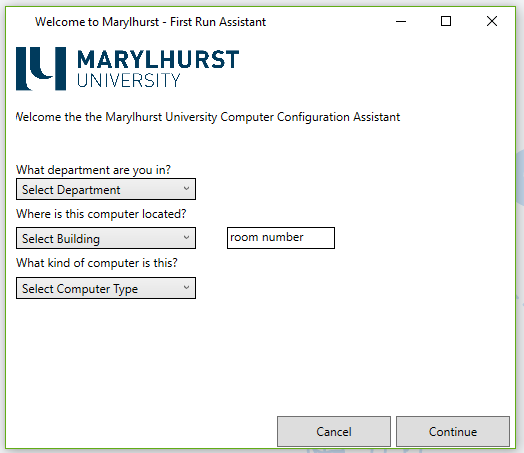 Welcome to Marylhurst - First Run Assistant
MARYLHURST
UNIVERSITY
Welcome the the Marylhurst University Computer Configuration Assistant
What department are you in?
Select Department
Where is this computer located?
Select Building room number
What kind of computer is this?
Select Computer Type
Cancel Continue